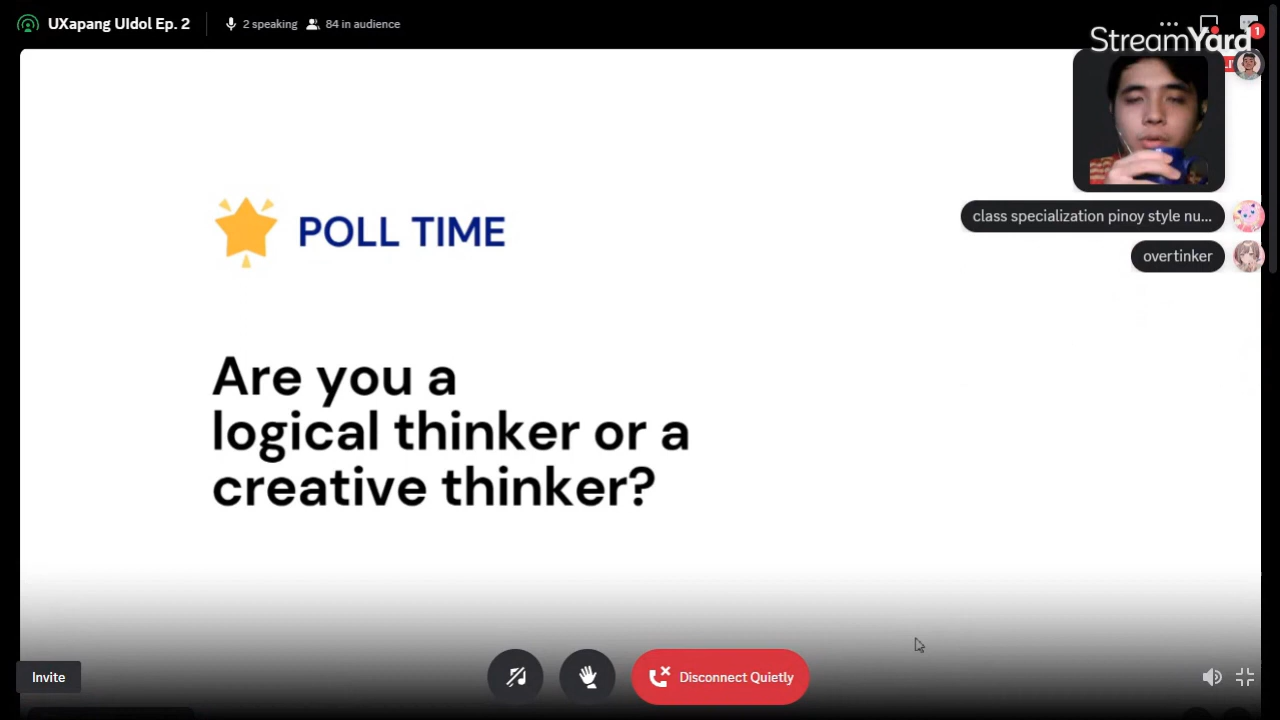 UXapang UIdol Ep. 2
2 speaking
84 in audience
1
StreamYard
class specialization pinoy style nu...
overtinker
POLL TIME
Are you a
logical thinker or a
creative thinker?
Invite
Disconnect Quietly